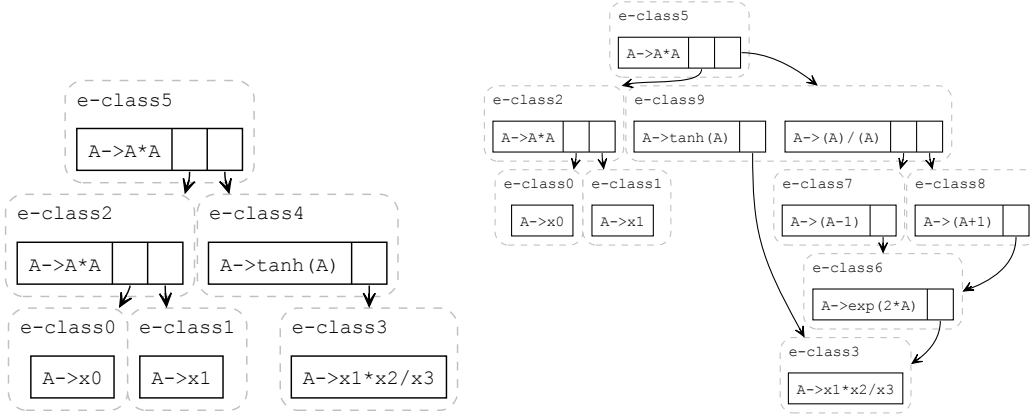 e-class5
A->A*A
e-class2
e-class4
A->A*A
A->tanh(A)
e-class0
e-class1
e-class3
A->x0
A->x1
A->x1*x2/x3
e-class5
A->A*A
e-class2
e-class9
A->A*A
A->tanh(A)
A->(A)/(A)
e-class0
e-class1
e-class7
e-class8
A->x0
A->x1
A->(A-1)
A->(A+1)
e-class6
A->exp(2*A)
e-class3
A->x1*x2/x3